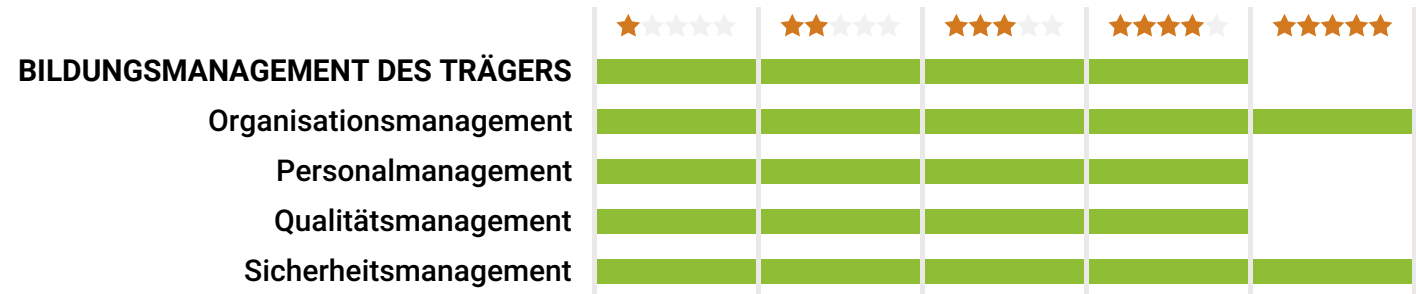 BILDUNGSMANAGEMENT DES TRÄGERS
Organisationsmanagement
Personalmanagement
Qualitätsmanagement
Sicherheitsmanagement